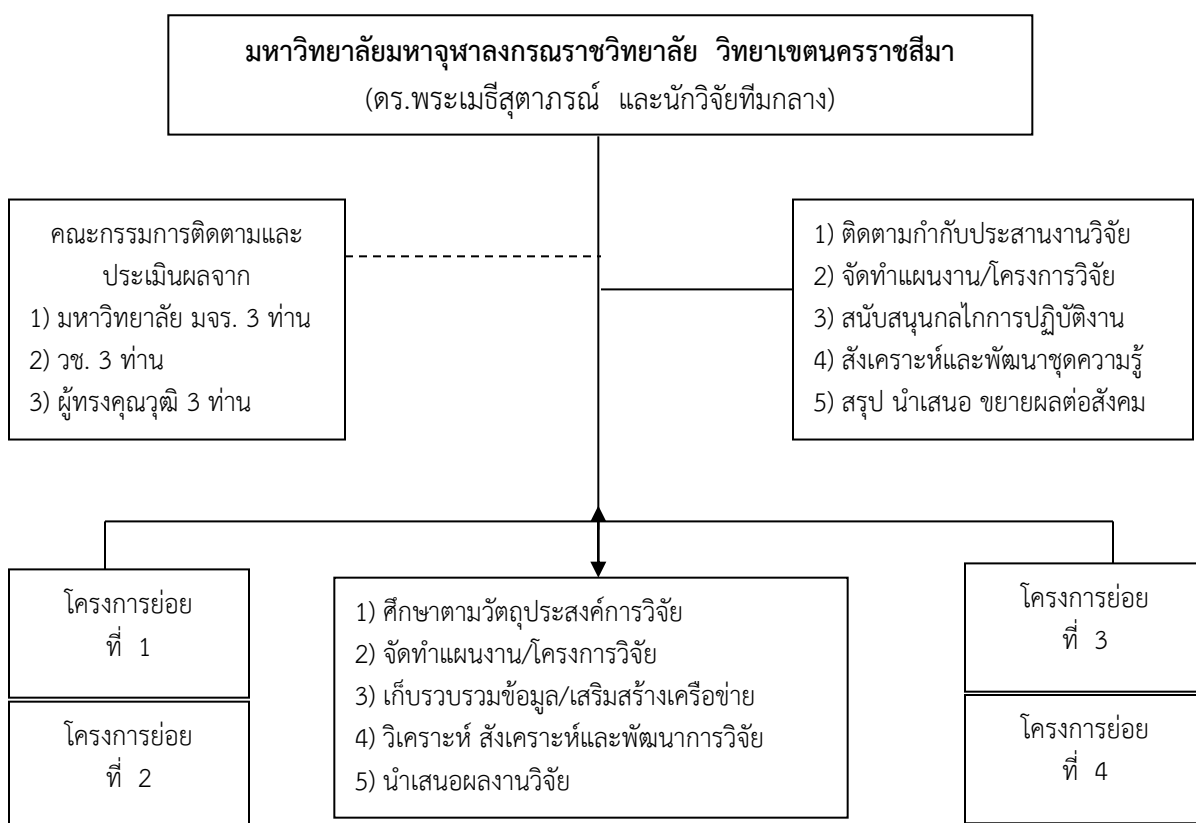 มหาวิทยาลัยมหาจุฬาลงกรณราชวิทยาลัย วิทยาเขตนครราชสีมา
(ดร.พระเมธีสุตาภรณ์ และนักวิจัยทีมกลาง)
คณะกรรมการติดตามและ
ประเมินผลจาก
1) มหาวิทยาลัย มจร. 3 ท่าน
2) วช. 3 ท่าน
3) ผู้ทรงคุณวุฒิ 3 ท่าน
1) ติดตามกำกับประสานงานวิจัย
2) จัดทำแผนงาน/โครงการวิจัย
3) สนับสนุนกลไกการปฏิบัติงาน
4) สังเคราะห์และพัฒนาชุดความรู้
5) สรุป นำเสนอ ขยายผลต่อสังคม
โครงการย่อย
ที่ 1
โครงการย่อย
ที่ 2
1) ศึกษาตามวัตถุประสงค์การวิจัย
2) จัดทำแผนงาน/โครงการวิจัย
3) เก็บรวบรวมข้อมูล/เสริมสร้างเครือข่าย
4) วิเคราะห์ สังเคราะห์และพัฒนาการวิจัย
5) นำเสนอผลงานวิจัย
โครงการย่อย
ที่ 3
โครงการย่อย
ที่ 4